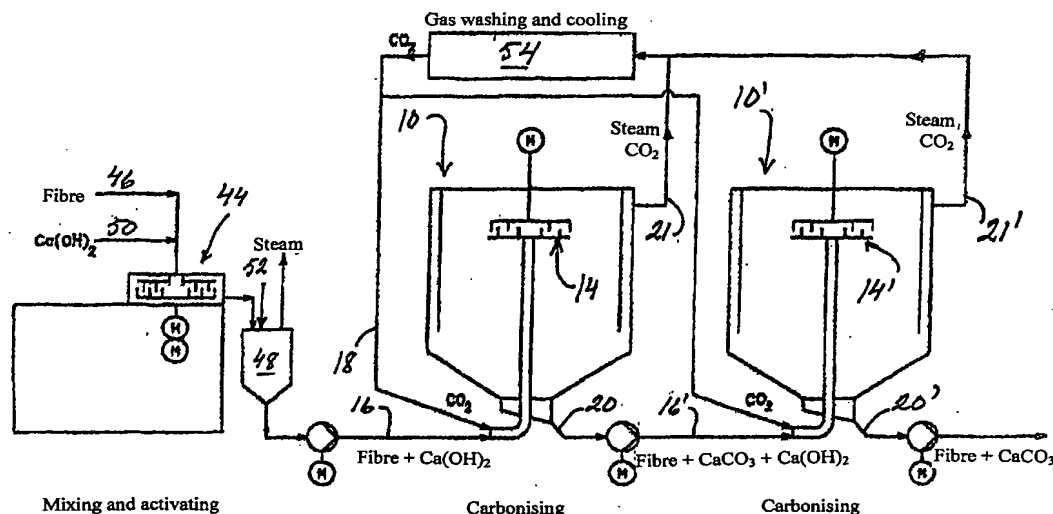 Gas washing and cooling
CO₂
54
10
10'
Steam
CO₂
Steam,
CO₂
M
M
Fibre
46
44
Ca(OH)₂
50
Steam
52
21
21'
14
14'
M
M
48
18
CO₂
CO₂
16
20
16'
20'
Fibre + Ca(OH)₂
Fibre + CaCO₃ + Ca(OH)₂
Fibre + CaCO₃
M
M
M
Mixing and activating
Carbonising
Carbonising